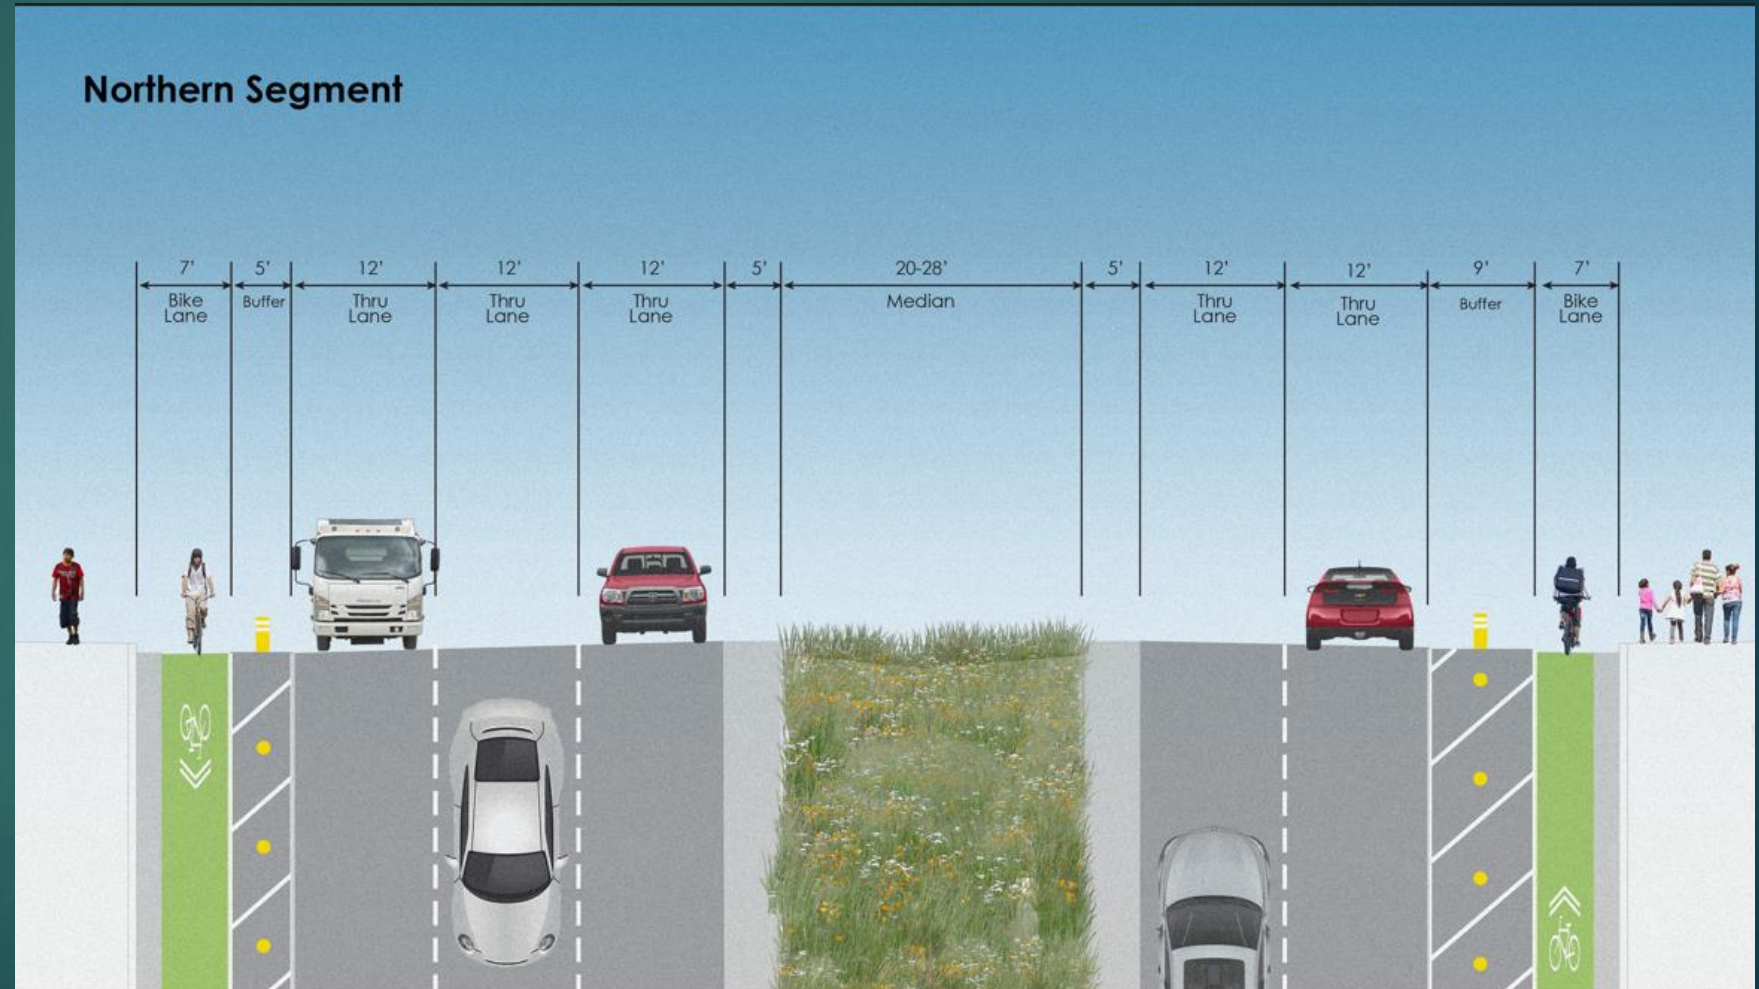 Northern Segment
7' 5' 12' 12' 12' 5' 20-28' 5' 12' 12' 9' 7'
Bike Lane
Buffer
Thru Lane
Thru Lane
Thru Lane
Median
Thru Lane
Thru Lane
Buffer
Bike Lane